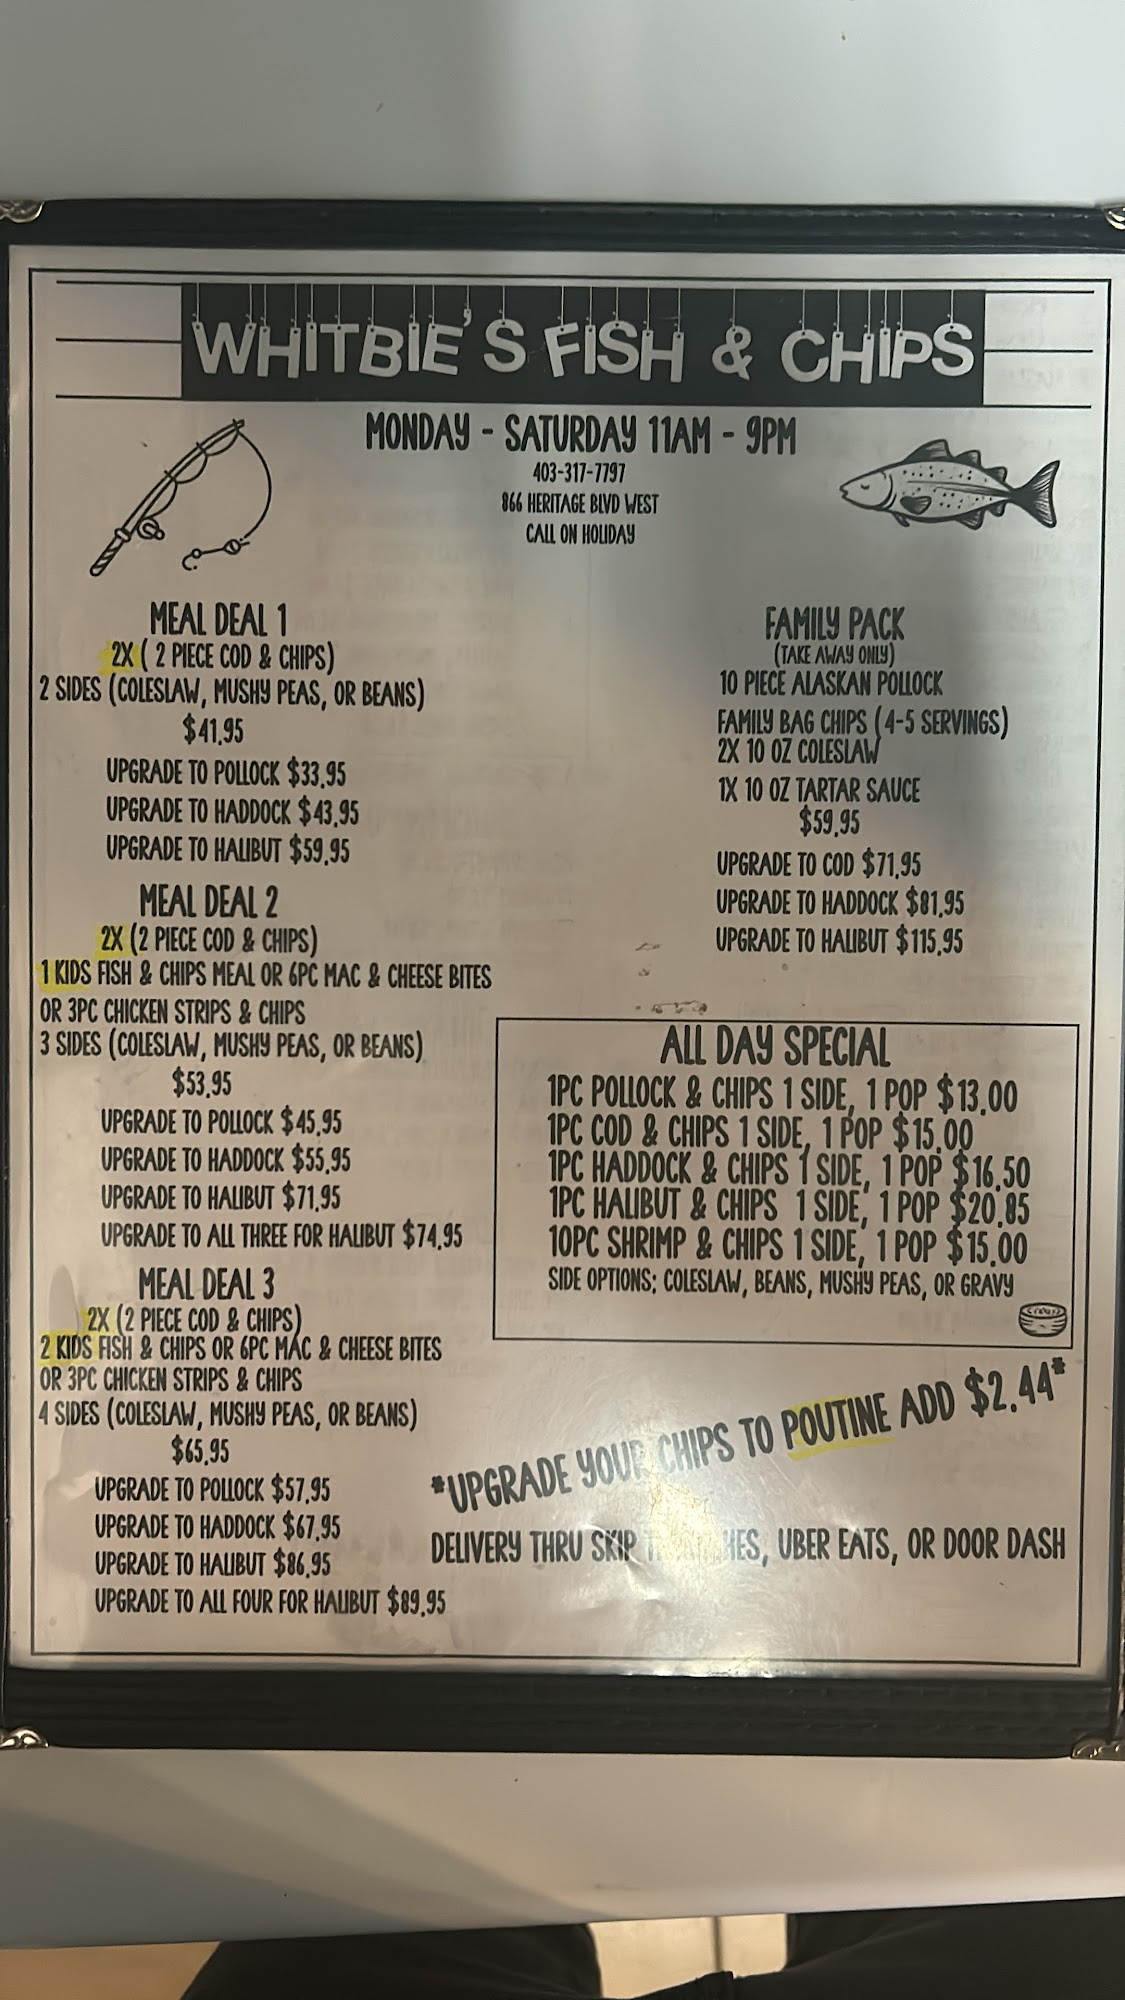 WHITBIE'S FISH & CHIPS
MONDAY - SATURDAY 11AM - 9PM
403-317-7797
866 HERITAGE BLVD WEST
CALL ON HOLIDAY
MEAL DEAL 1
2X ( 2 PIECE COD & CHIPS)
2 SIDES (COLESLAW, MUSHY PEAS, OR BEANS)
$41.95
UPGRADE TO POLLOCK $33.95
UPGRADE TO HADDOCK $43.95
UPGRADE TO HALIBUT $59.95
MEAL DEAL 2
2X (2 PIECE COD & CHIPS)
1 KIDS FISH & CHIPS MEAL OR 6PC MAC & CHEESE BITES
OR 3PC CHICKEN STRIPS & CHIPS
3 SIDES (COLESLAW, MUSHY PEAS, OR BEANS)
$53.95
UPGRADE TO POLLOCK $45.95
UPGRADE TO HADDOCK $55.95
UPGRADE TO HALIBUT $71.95
UPGRADE TO ALL THREE FOR HALIBUT $74.95
MEAL DEAL 3
2X (2 PIECE COD & CHIPS)
2 KIDS FISH & CHIPS OR 6PC MAC & CHEESE BITES
OR 3PC CHICKEN STRIPS & CHIPS
4 SIDES (COLESLAW, MUSHY PEAS, OR BEANS)
$65.95
UPGRADE TO POLLOCK $57.95
UPGRADE TO HADDOCK $67.95
UPGRADE TO HALIBUT $86.95
UPGRADE TO ALL FOUR FOR HALIBUT $89.95
FAMILY PACK
(TAKE AWAY ONLY)
10 PIECE ALASKAN POLLOCK
FAMILY BAG CHIPS (4-5 SERVINGS)
2X 10 OZ COLESLAW
1X 10 OZ TARTAR SAUCE
$59.95
UPGRADE TO COD $71.95
UPGRADE TO HADDOCK $81.95
UPGRADE TO HALIBUT $115.95
ALL DAY SPECIAL
1PC POLLOCK & CHIPS 1 SIDE, 1 POP $13.00
1PC COD & CHIPS 1 SIDE, 1 POP $15.00
1PC HADDOCK & CHIPS 1 SIDE, 1 POP $16.50
1PC HALIBUT & CHIPS 1 SIDE, 1 POP $20.85
10PC SHRIMP & CHIPS 1 SIDE, 1 POP $15.00
SIDE OPTIONS; COLESLAW, BEANS, MUSHY PEAS, OR GRAVY
*UPGRADE YOUR CHIPS TO POUTINE ADD $2.44*
DELIVERY THRU SKIP UBER EATS, OR DOOR DASH